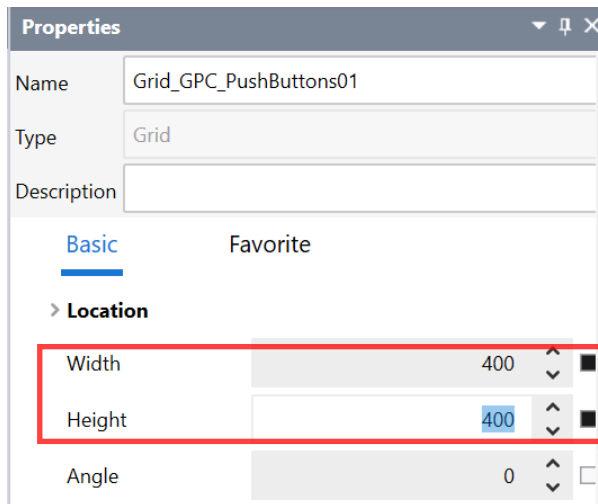 Properties
Name Grid_GPC_PushButtons01
Type Grid
Description
Basic Favorite
Location
Width 400
Height 400
Angle 0